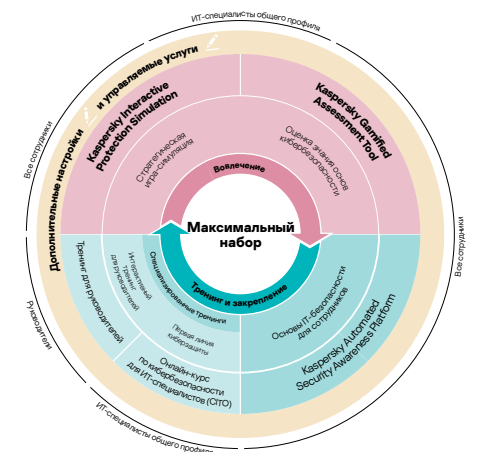 ИТ-специалисты общего профиля
Все сотрудники
Дополнительные настройки
и управляемые услуги
Kaspersky Interactive
Protection Simulation
Kaspersky Gamified
Assessment Tool
Стратегическая
игра-симуляция
Оценка знания основ
кибербезопасности
Вовлечение
Максимальный
набор
Тренинг и закрепление
Специализированные тренинги
Интерактивный
тренинг
для руководителей
Первая линия
киберзащиты
Тренинг для руководителей
Онлайн-курс
по кибербезопасности
для ИТ-специалистов (CITO)
Основы IT-безопасности
для сотрудников
Kaspersky Automated
Security Awareness Platform
Все сотрудники
Руководители
ИТ-специалисты общего профиля